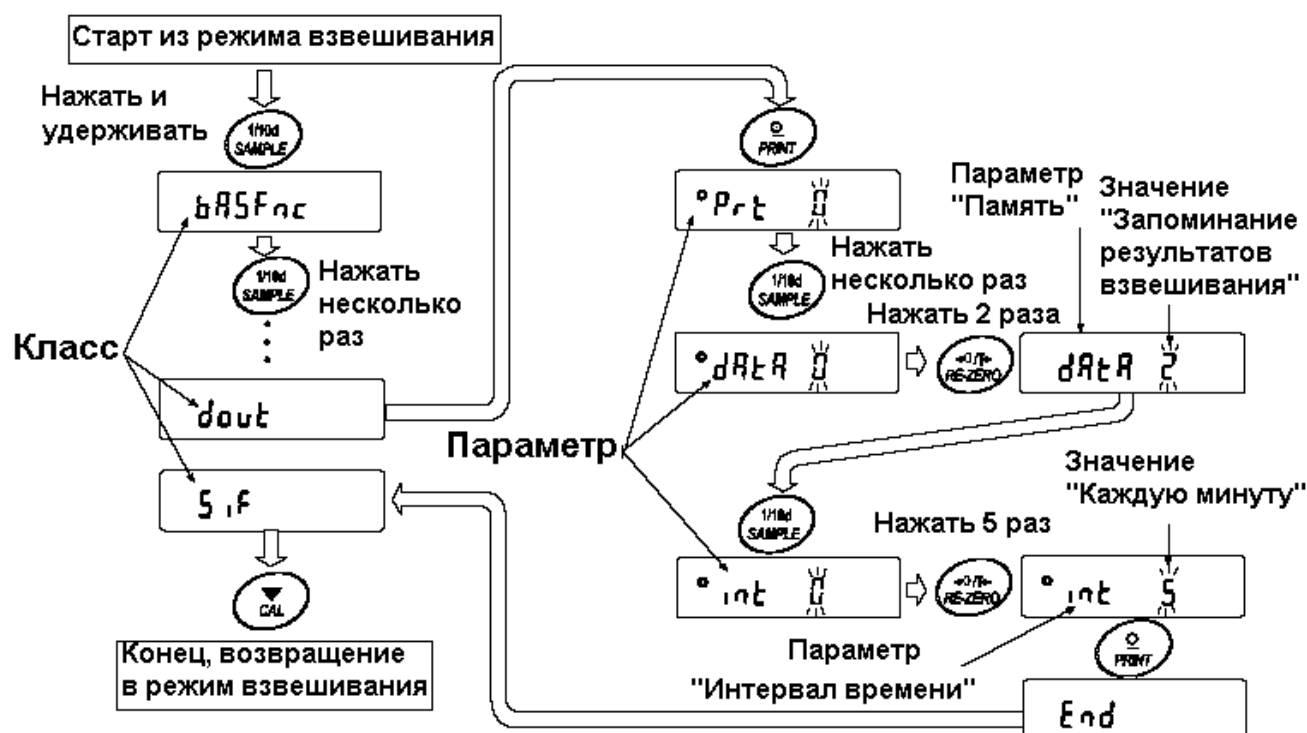 Старт из режима взвешивания
Нажать и
удерживать
1/10d
SAMPLE
bASFnc
1/10d
SAMPLE
Нажать
несколько
раз
Класс
dout
S iF
CAL
Конец, возвращение
в режим взвешивания
PRINT
°Prt 0
1/10d
SAMPLE
Нажать
несколько раз
Параметр
"Память"
Значение
"Запоминание
результатов
взвешивания"
Нажать 2 раза
°dAtA 0
→0/T←
RE-ZERO
dAtA 2
Параметр
1/10d
SAMPLE
Нажать 5 раз
Значение
"Каждую минуту"
°int 0
→0/T←
RE-ZERO
°int 5
Параметр
"Интервал времени"
PRINT
End